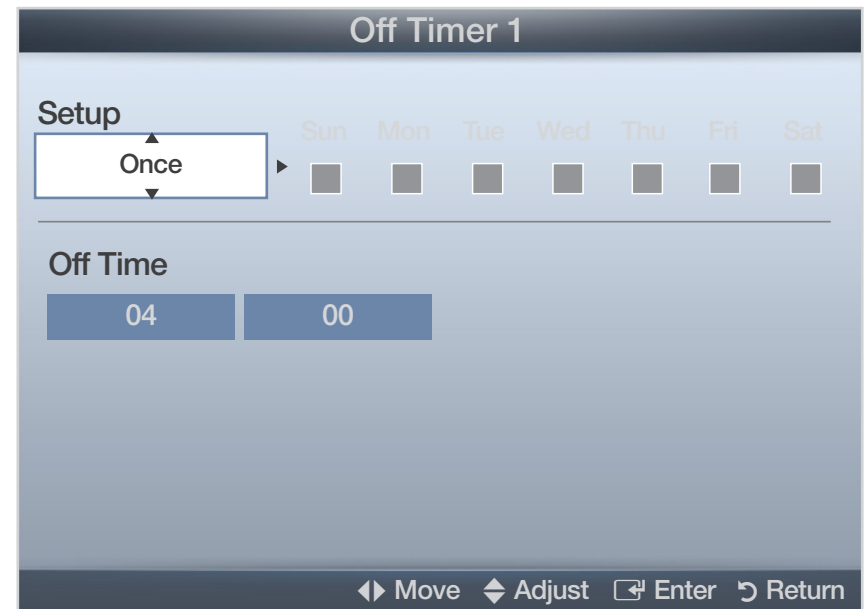 Off Timer 1
Setup
Sun Mon Tue Wed Thu Fri Sat
Once
Off Time
04 00
Move Adjust Enter Return